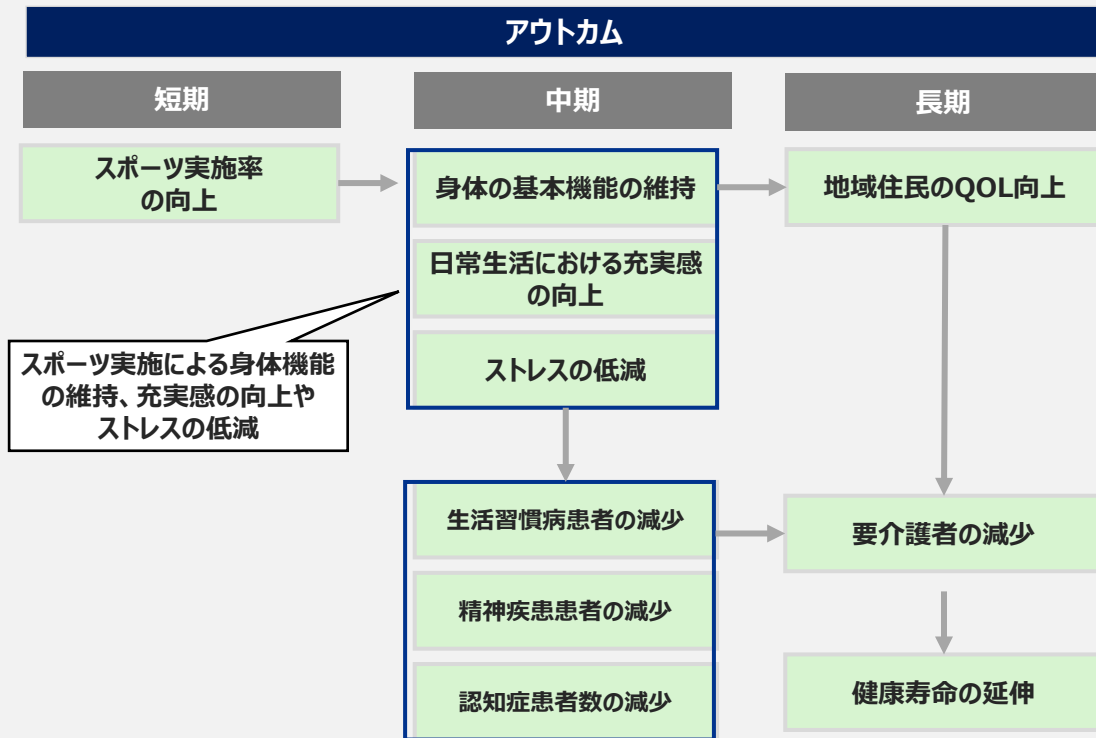 アウトカム
短期
中期
長期
スポーツ実施率
の向上
身体の基本機能の維持
地域住民のQOL向上
日常生活における充実感
の向上
ストレスの低減
スポーツ実施による身体機能
の維持、充実感の向上や
ストレスの低減
生活習慣病患者の減少
要介護者の減少
精神疾患患者の減少
認知症患者数の減少
健康寿命の延伸